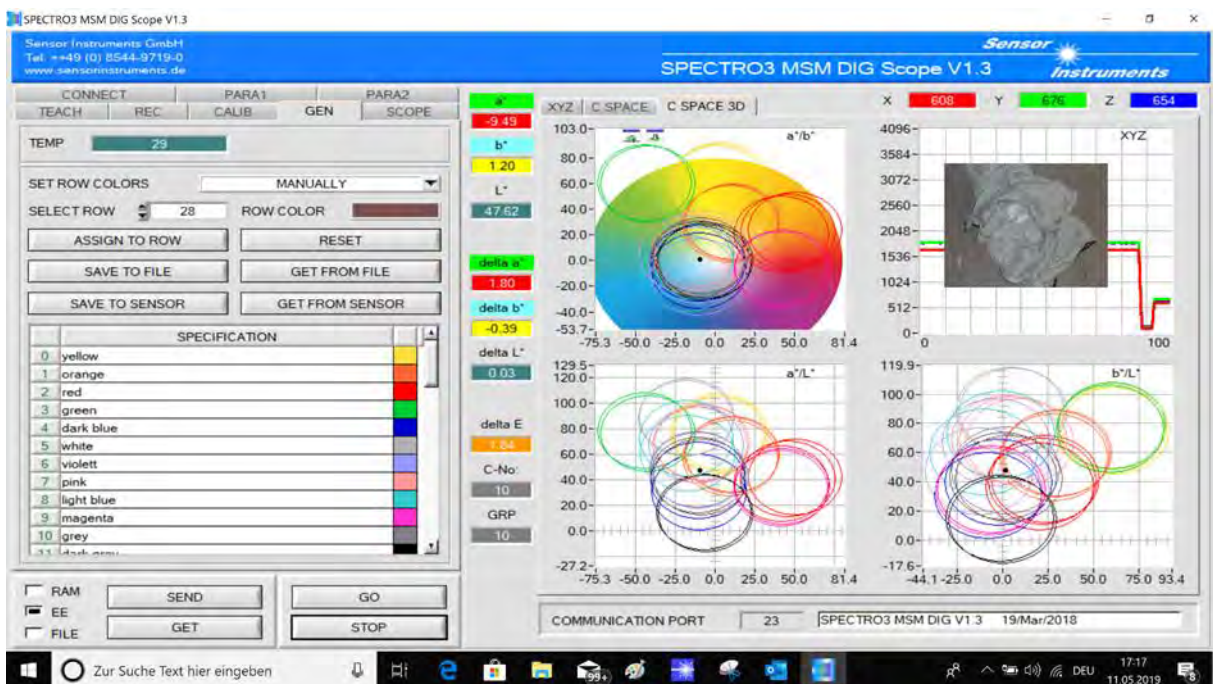 SPECTRO3 MSM DIG Scope V1.3
Sensor Instruments GmbH
Tel. ++49 (0) 8544-9719-0
www.sensorinstruments.de
Sensor
Instruments
SPECTRO3 MSM DIG Scope V1.3
CONNECT PARA1 PARA2
TEACH REC CALIB GEN SCOPE
TEMP 29
SET ROW COLORS MANUALLY
SELECT ROW 28 ROW COLOR
ASSIGN TO ROW RESET
SAVE TO FILE GET FROM FILE
SAVE TO SENSOR GET FROM SENSOR
SPECIFICATION
0 yellow
1 orange
2 red
3 green
4 dark blue
5 white
6 violett
7 pink
8 light blue
9 magenta
10 grey
11 dark gray
RAM
EE
FILE
SEND GO
GET STOP
a*
-9.49
b*
1.20
L*
47.62
delta a*
1.80
delta b*
-0.39
delta L*
0.03
delta E
1.84
C-No:
10
GRP
10
XYZ C SPACE C SPACE 3D
X 608 Y 676 Z 654
a*/b*
103.0-
80.0-
60.0-
40.0-
20.0-
0.0-
-20.0-
-40.0-
-53.7-
-75.3 -50.0 -25.0 0.0 25.0 50.0 81.4
XYZ
4096-
3584-
3072-
2560-
2048-
1536-
1024-
512-
0-
0 100
a*/L*
129.5-
120.0-
100.0-
80.0-
60.0-
40.0-
20.0-
0.0-
-27.2-
-75.3 -50.0 -25.0 0.0 25.0 50.0 81.4
b*/L*
119.9-
100.0-
80.0-
60.0-
40.0-
20.0-
0.0-
-17.6-
-44.1 -25.0 0.0 25.0 50.0 75.0 93.4
COMMUNICATION PORT 23 SPECTRO3 MSM DIG V1.3 19/Mar/2018
Zur Suche Text hier eingeben
99+
DEU
17:17
11.05.2019
8